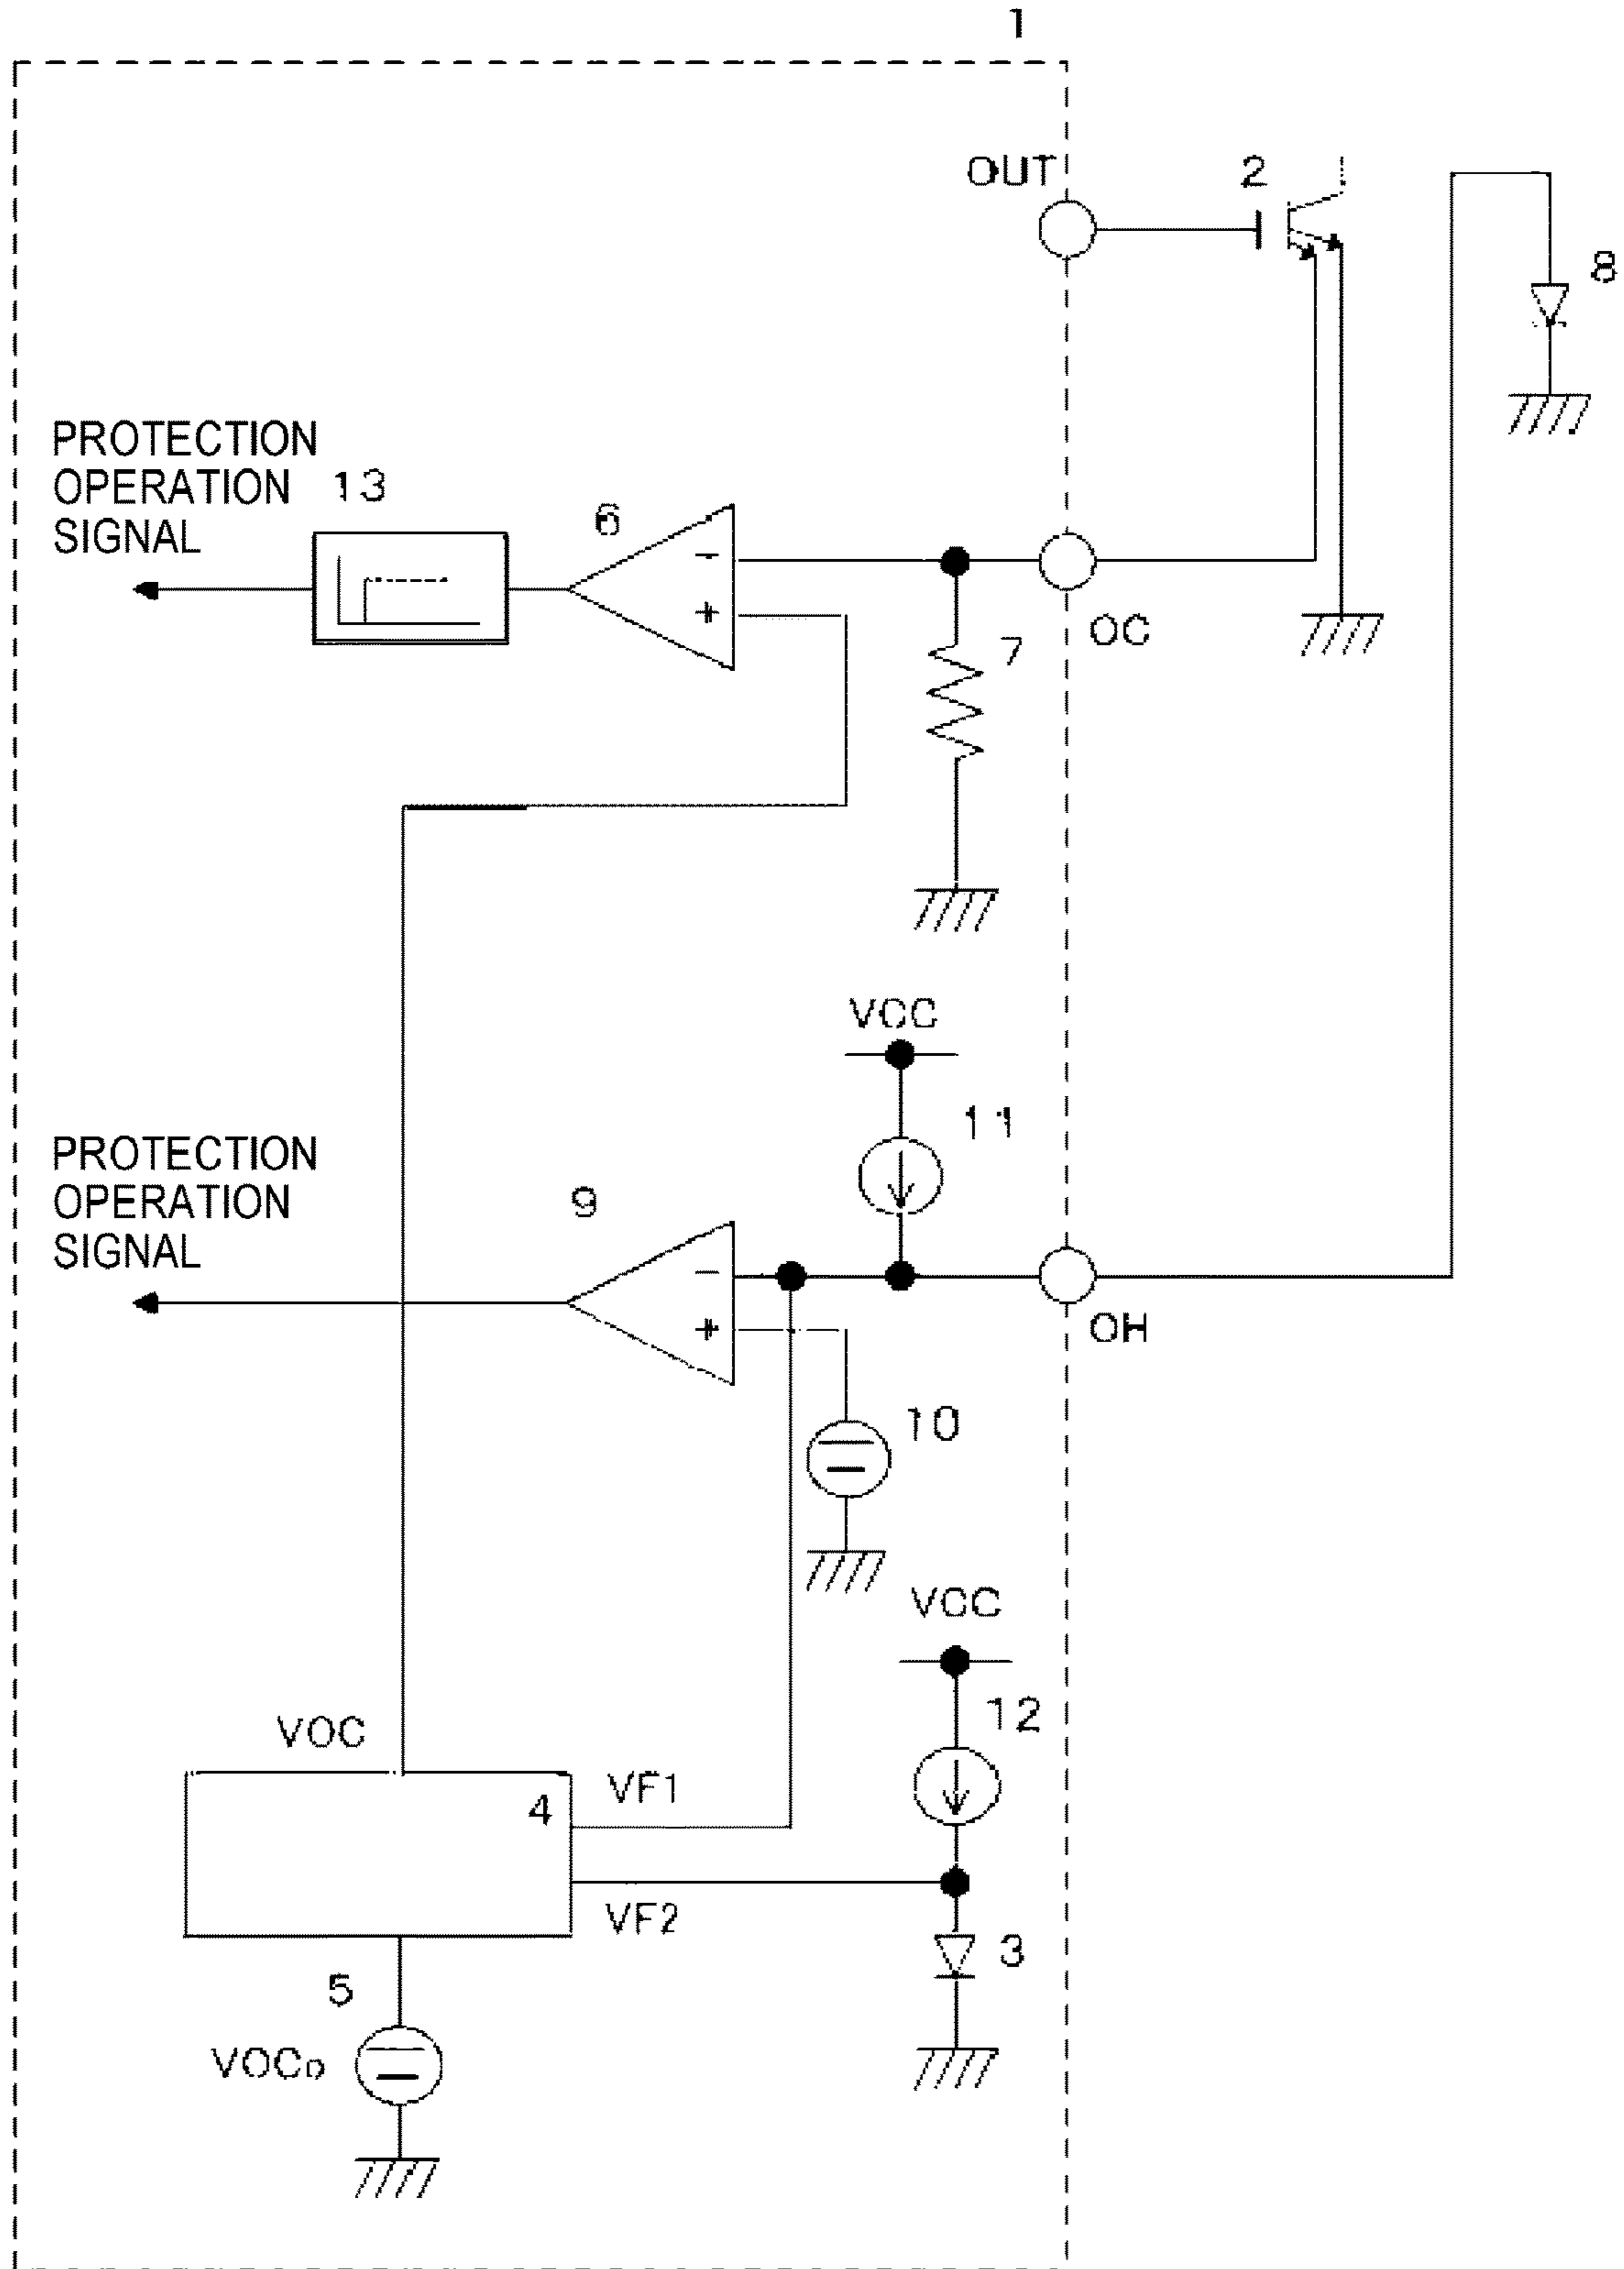 1
OUT
2
8
PROTECTION
OPERATION
SIGNAL
13
6
-
+
OC
7
VCC
11
PROTECTION
OPERATION
SIGNAL
9
-
+
OH
10
VCC
12
VOC
4
VF1
VF2
3
5
VOC₀